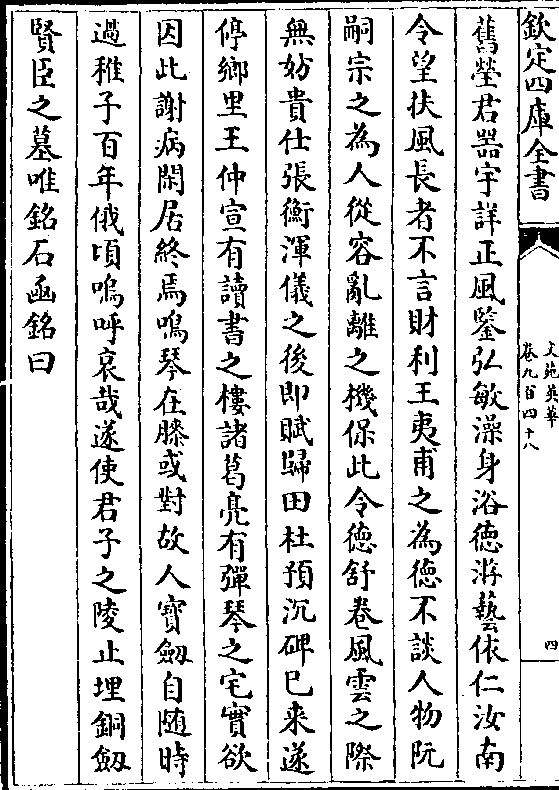 欽定四庫全書
文苑英華
卷九百四十八
四
舊塋君器宇詳正風鑒弘敏澡身浴德游藝依仁汝南
令望扶風長者不言財利王夷甫之為德不談人物阮
嗣宗之為人從容亂離之機保此令德舒卷風雲之際
無妨貴仕張衡渾儀之後即賦歸田杜預沉碑已来遂
停鄉里王仲宣有讀書之樓諸葛亮有彈琴之宅實欲
因此謝病閑居終焉鳴琴在膝或對故人寶劔自随時
過稚子百年俄頃嗚呼哀哉遂使君子之陵止埋銅劔
賢臣之墓唯銘石函銘曰